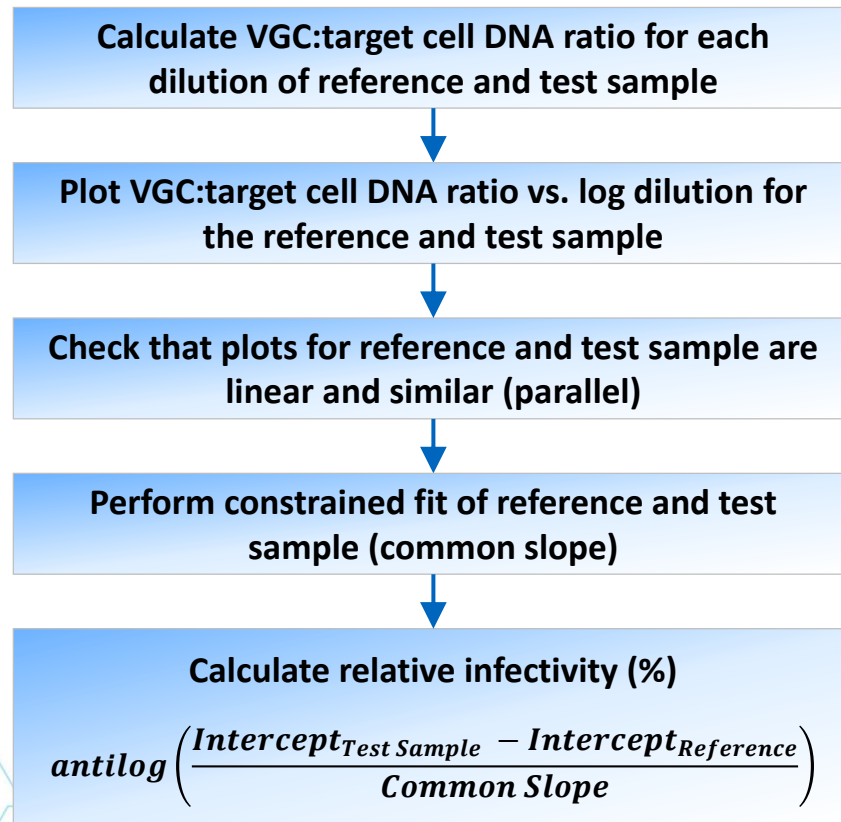 Calculate VGC:target cell DNA ratio for each
dilution of reference and test sample
Plot VGC:target cell DNA ratio vs. log dilution for
the reference and test sample
Check that plots for reference and test sample are
linear and similar (parallel)
Perform constrained fit of reference and test
sample (common slope)
Calculate relative infectivity (%)
antilog(Intercept_Test Sample − Intercept_Reference / Common Slope)